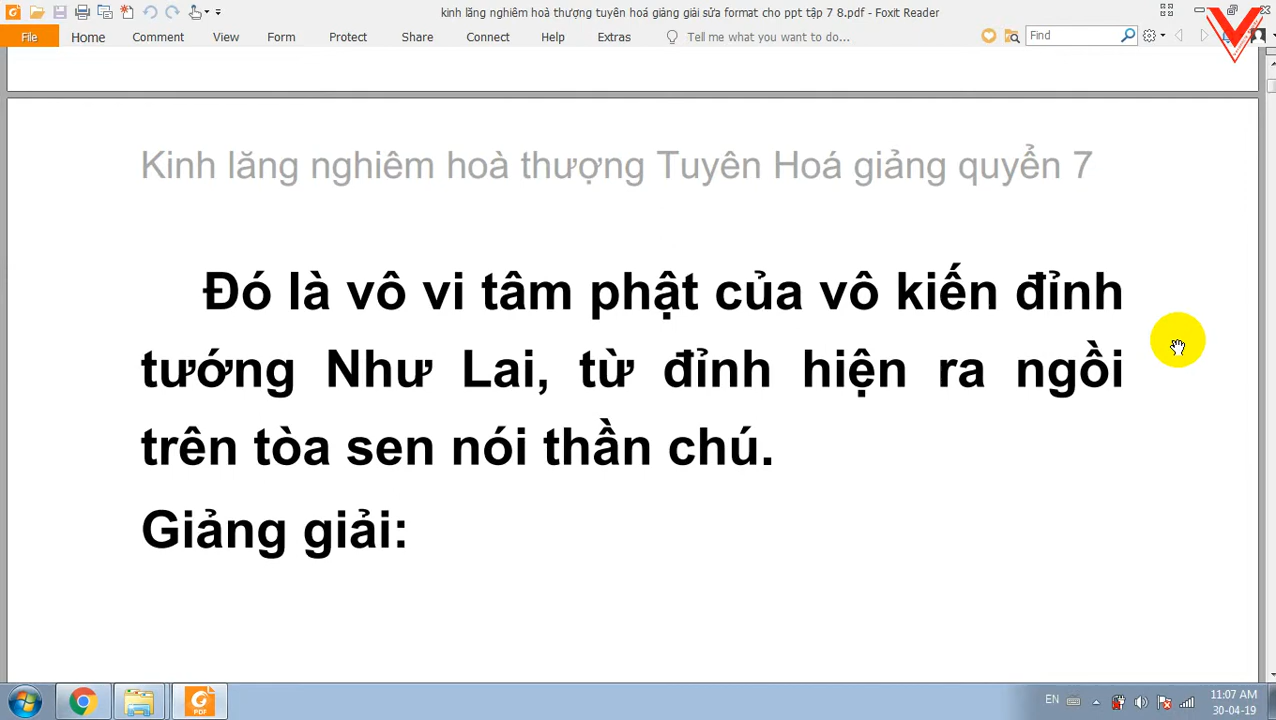 kinh lăng nghiêm hoà thượng tuyên hoá giảng giải sửa format cho ppt tập 7 8.pdf - Foxit Reader
File Home Comment View Form Protect Share Connect Help Extras Tell me what you want to do... Find
Kinh lăng nghiêm hoà thượng Tuyên Hoá giảng quyển 7
Đó là vô vi tâm phật của vô kiến đỉnh
tướng Như Lai, từ đỉnh hiện ra ngồi
trên tòa sen nói thần chú.
Giảng giải:
PDF
EN
11:07 AM
30-04-19